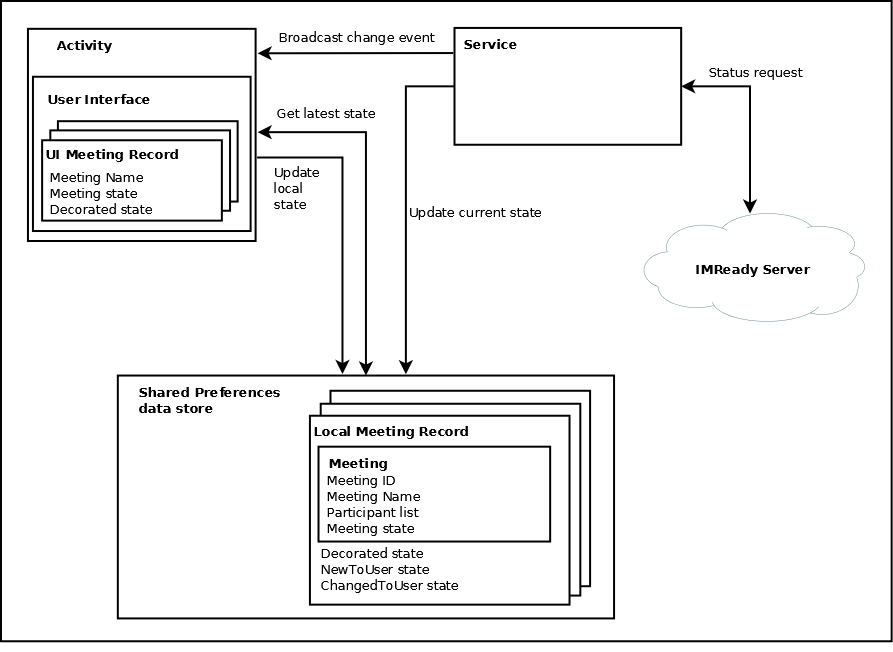 Activity
User Interface
UI Meeting Record
Meeting Name
Meeting state
Decorated state
Broadcast change event
Service
Status request
Get latest state
Update
local
state
Update current state
IMReady Server
Shared Preferences
data store
Local Meeting Record
Meeting
Meeting ID
Meeting Name
Participant list
Meeting state
Decorated state
NewToUser state
ChangedToUser state